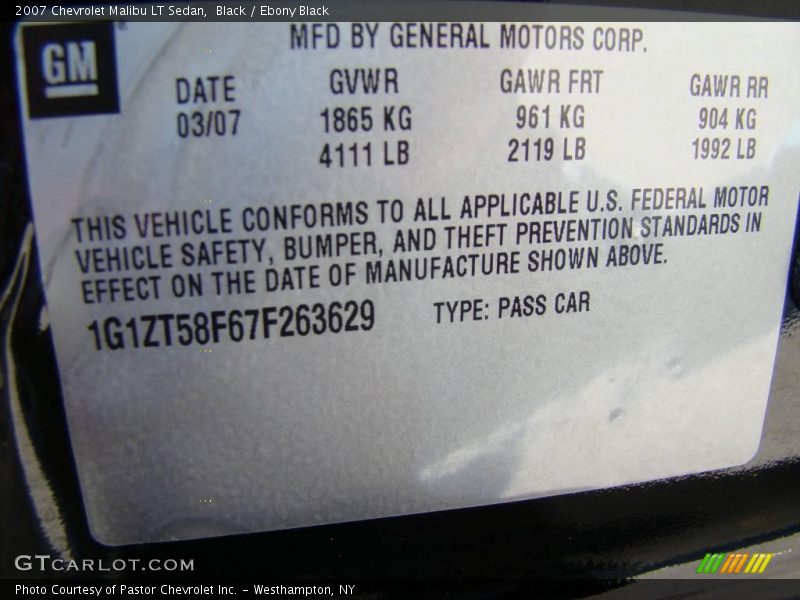 2007 Chevrolet Malibu LT Sedan, Black / Ebony Black
GM
MFD BY GENERAL MOTORS CORP.
DATE GVWR GAWR FRT GAWR RR
03/07 1865 KG 961 KG 904 KG
4111 LB 2119 LB 1992 LB
THIS VEHICLE CONFORMS TO ALL APPLICABLE U.S. FEDERAL MOTOR
VEHICLE SAFETY, BUMPER, AND THEFT PREVENTION STANDARDS IN
EFFECT ON THE DATE OF MANUFACTURE SHOWN ABOVE.
1G1ZT58F67F263629 TYPE: PASS CAR
GTCARLOT.COM
Photo Courtesy of Pastor Chevrolet Inc. - Westhampton, NY